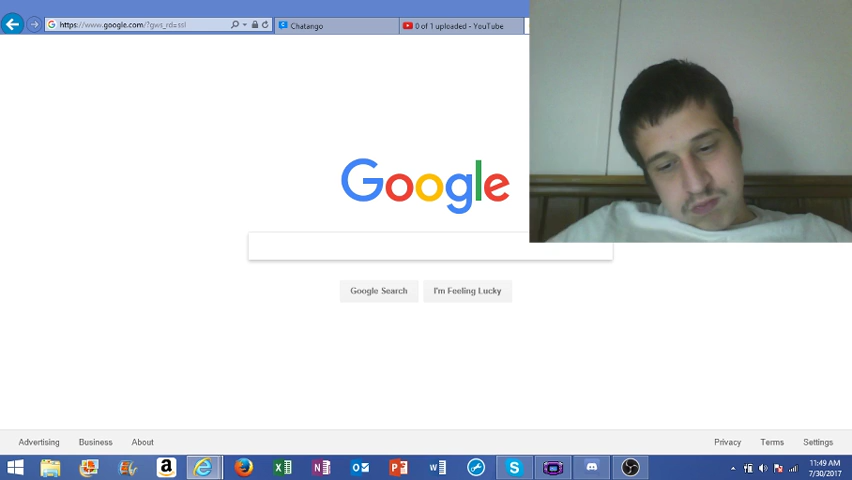 https://www.google.com/?gws_rd=ssl
Chatango
0 of 1 uploaded - YouTube
Google
Google Search
I'm Feeling Lucky
Advertising
Business
About
Privacy
Terms
Settings
11:49 AM
7/30/2017